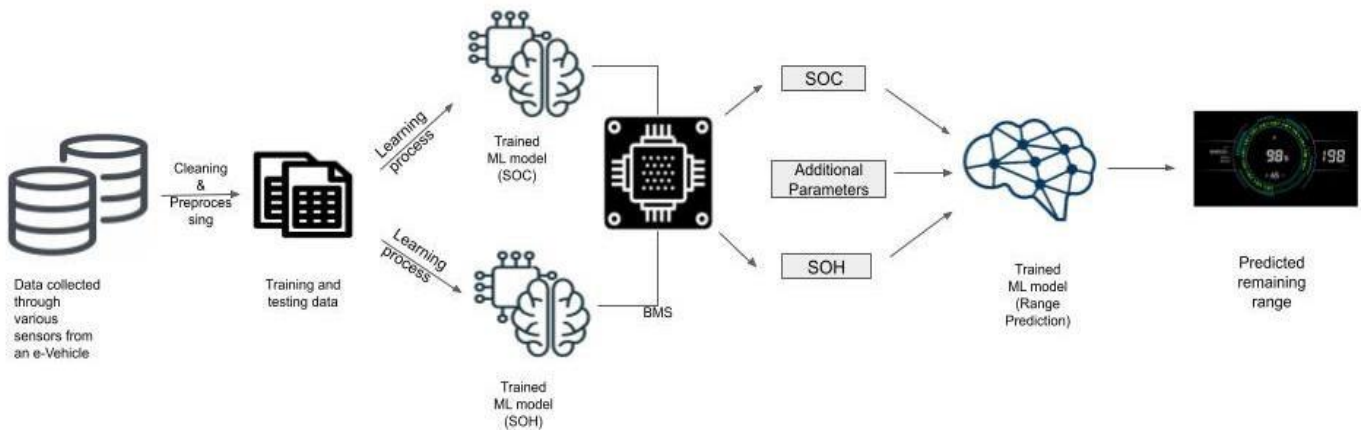 Data collected
through
various
sensors from
an e-Vehicle
Cleaning
&
Preproces
sing
Training and
testing data
Learning
process
Learning
process
Trained
ML model
(SOC)
Trained
ML model
(SOH)
BMS
SOC
Additional
Parameters
SOH
Trained
ML model
(Range
Prediction)
98%
198
Predicted
remaining
range